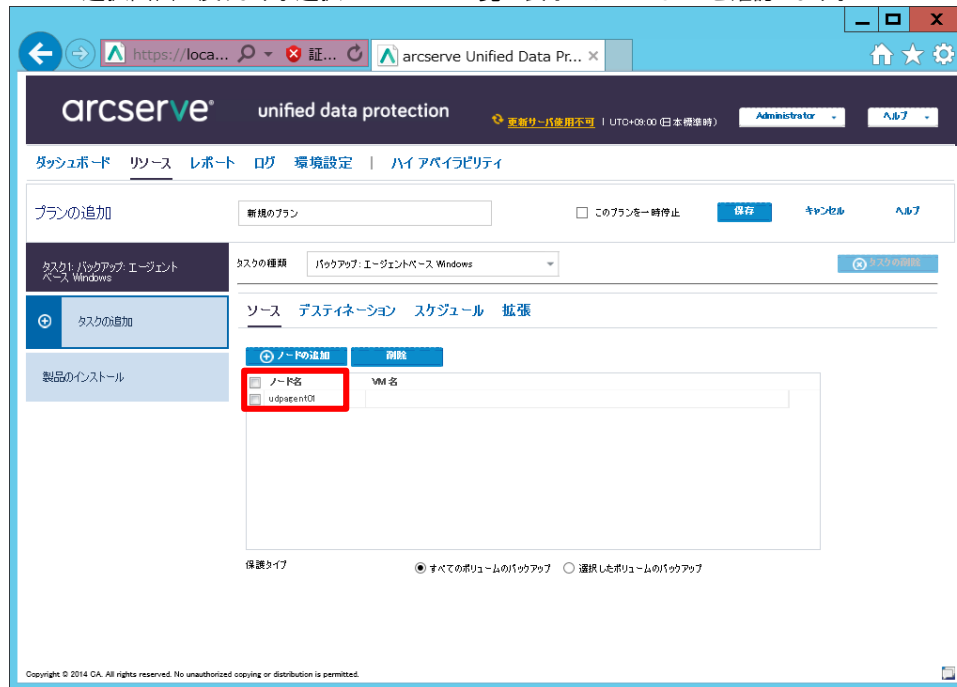 https://loca...
証...
arcserve Unified Data Pr...
arcserve® unified data protection
更新サーバ使用不可 | UTC+09:00 (日本標準時)
Administrator
ヘルプ
ダッシュボード リソース レポート ログ 環境設定 | ハイ アベイラビリティ
プランの追加
新規のプラン
このプランを一時停止
保存
キャンセル
ヘルプ
タスク1: バックアップ: エージェント
ベース Windows
タスクの種類
バックアップ: エージェントベース Windows
タスクの削除
タスクの追加
製品のインストール
ソース デスティネーション スケジュール 拡張
ノードの追加
削除
ノード名 VM 名
udpagent01
保護タイプ
すべてのボリュームのバックアップ
選択したボリュームのバックアップ
Copyright © 2014 CA. All rights reserved. No unauthorized copying or distribution is permitted.